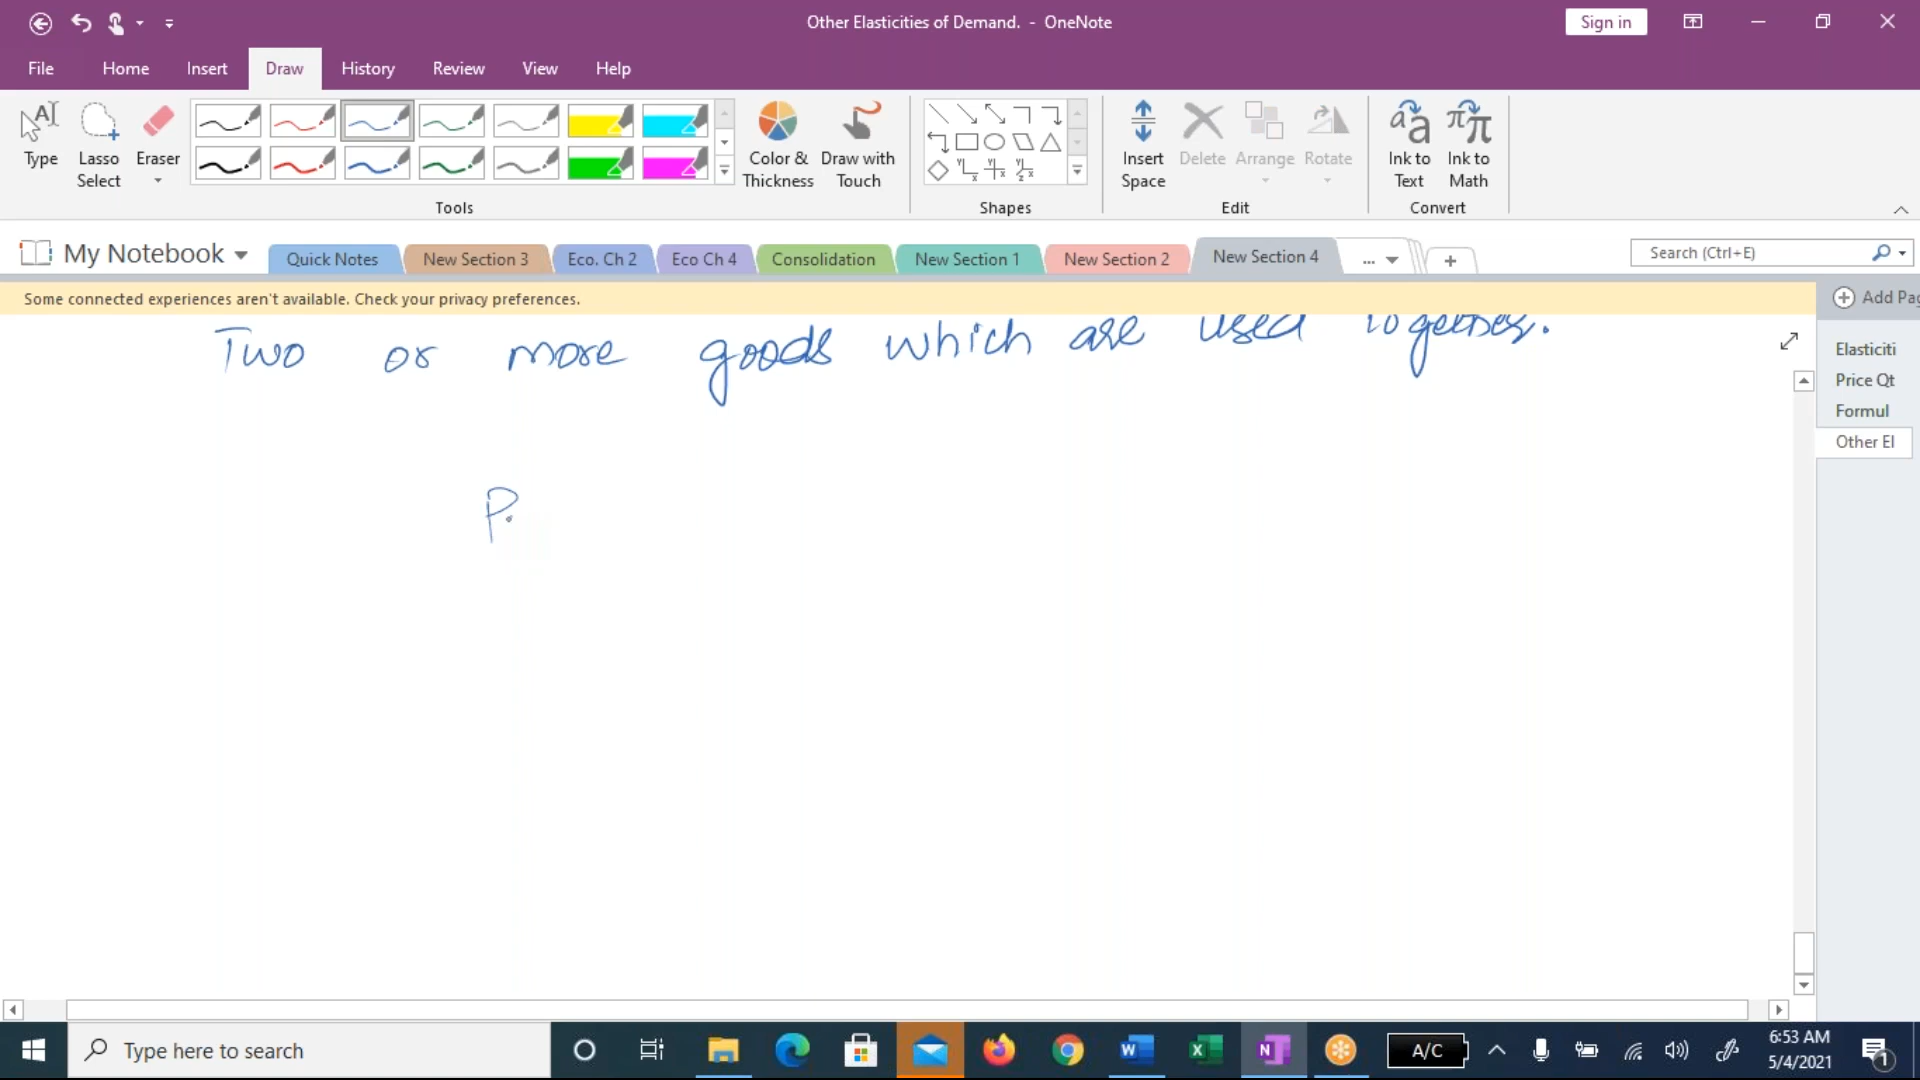 Other Elasticities of Demand. - OneNote
Sign in
File Home Insert Draw History Review View Help
Type
Lasso Select
Eraser
Color & Thickness
Draw with Touch
Insert Space
Delete
Arrange
Rotate
Ink to Text
Ink to Math
Tools
Shapes
Edit
Convert
My Notebook
Quick Notes
New Section 3
Eco. Ch 2
Eco Ch 4
Consolidation
New Section 1
New Section 2
New Section 4
...
Search (Ctrl+E)
Some connected experiences aren't available. Check your privacy preferences.
Add Pag
Two or more goods which are used together.
Elasticiti
Price Qt
Formul
Other El
P.
Type here to search
A/C
6:53 AM
5/4/2021
1